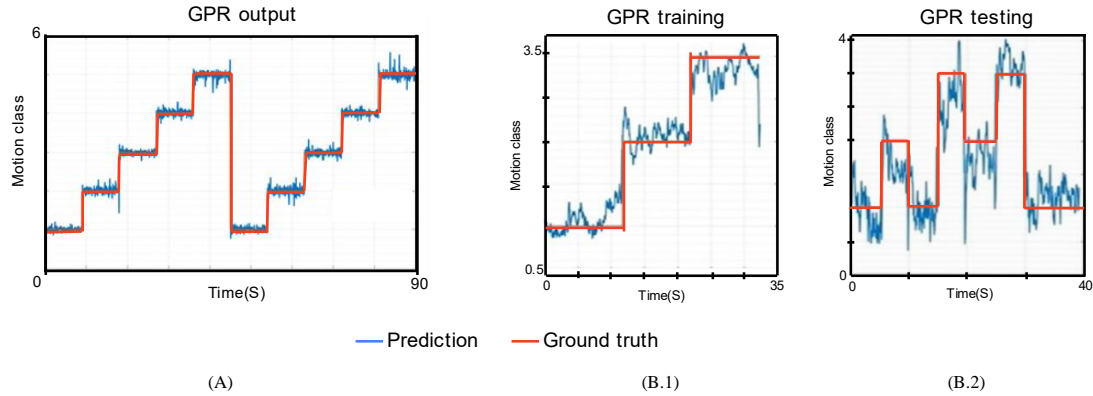 GPR output
6
Motion class
0
Time(S)
90
GPR training
3.5
Motion class
0.5
0
Time(S)
35
GPR testing
4
Motion class
0
0
Time(S)
40
Prediction
Ground truth
(A)
(B.1)
(B.2)